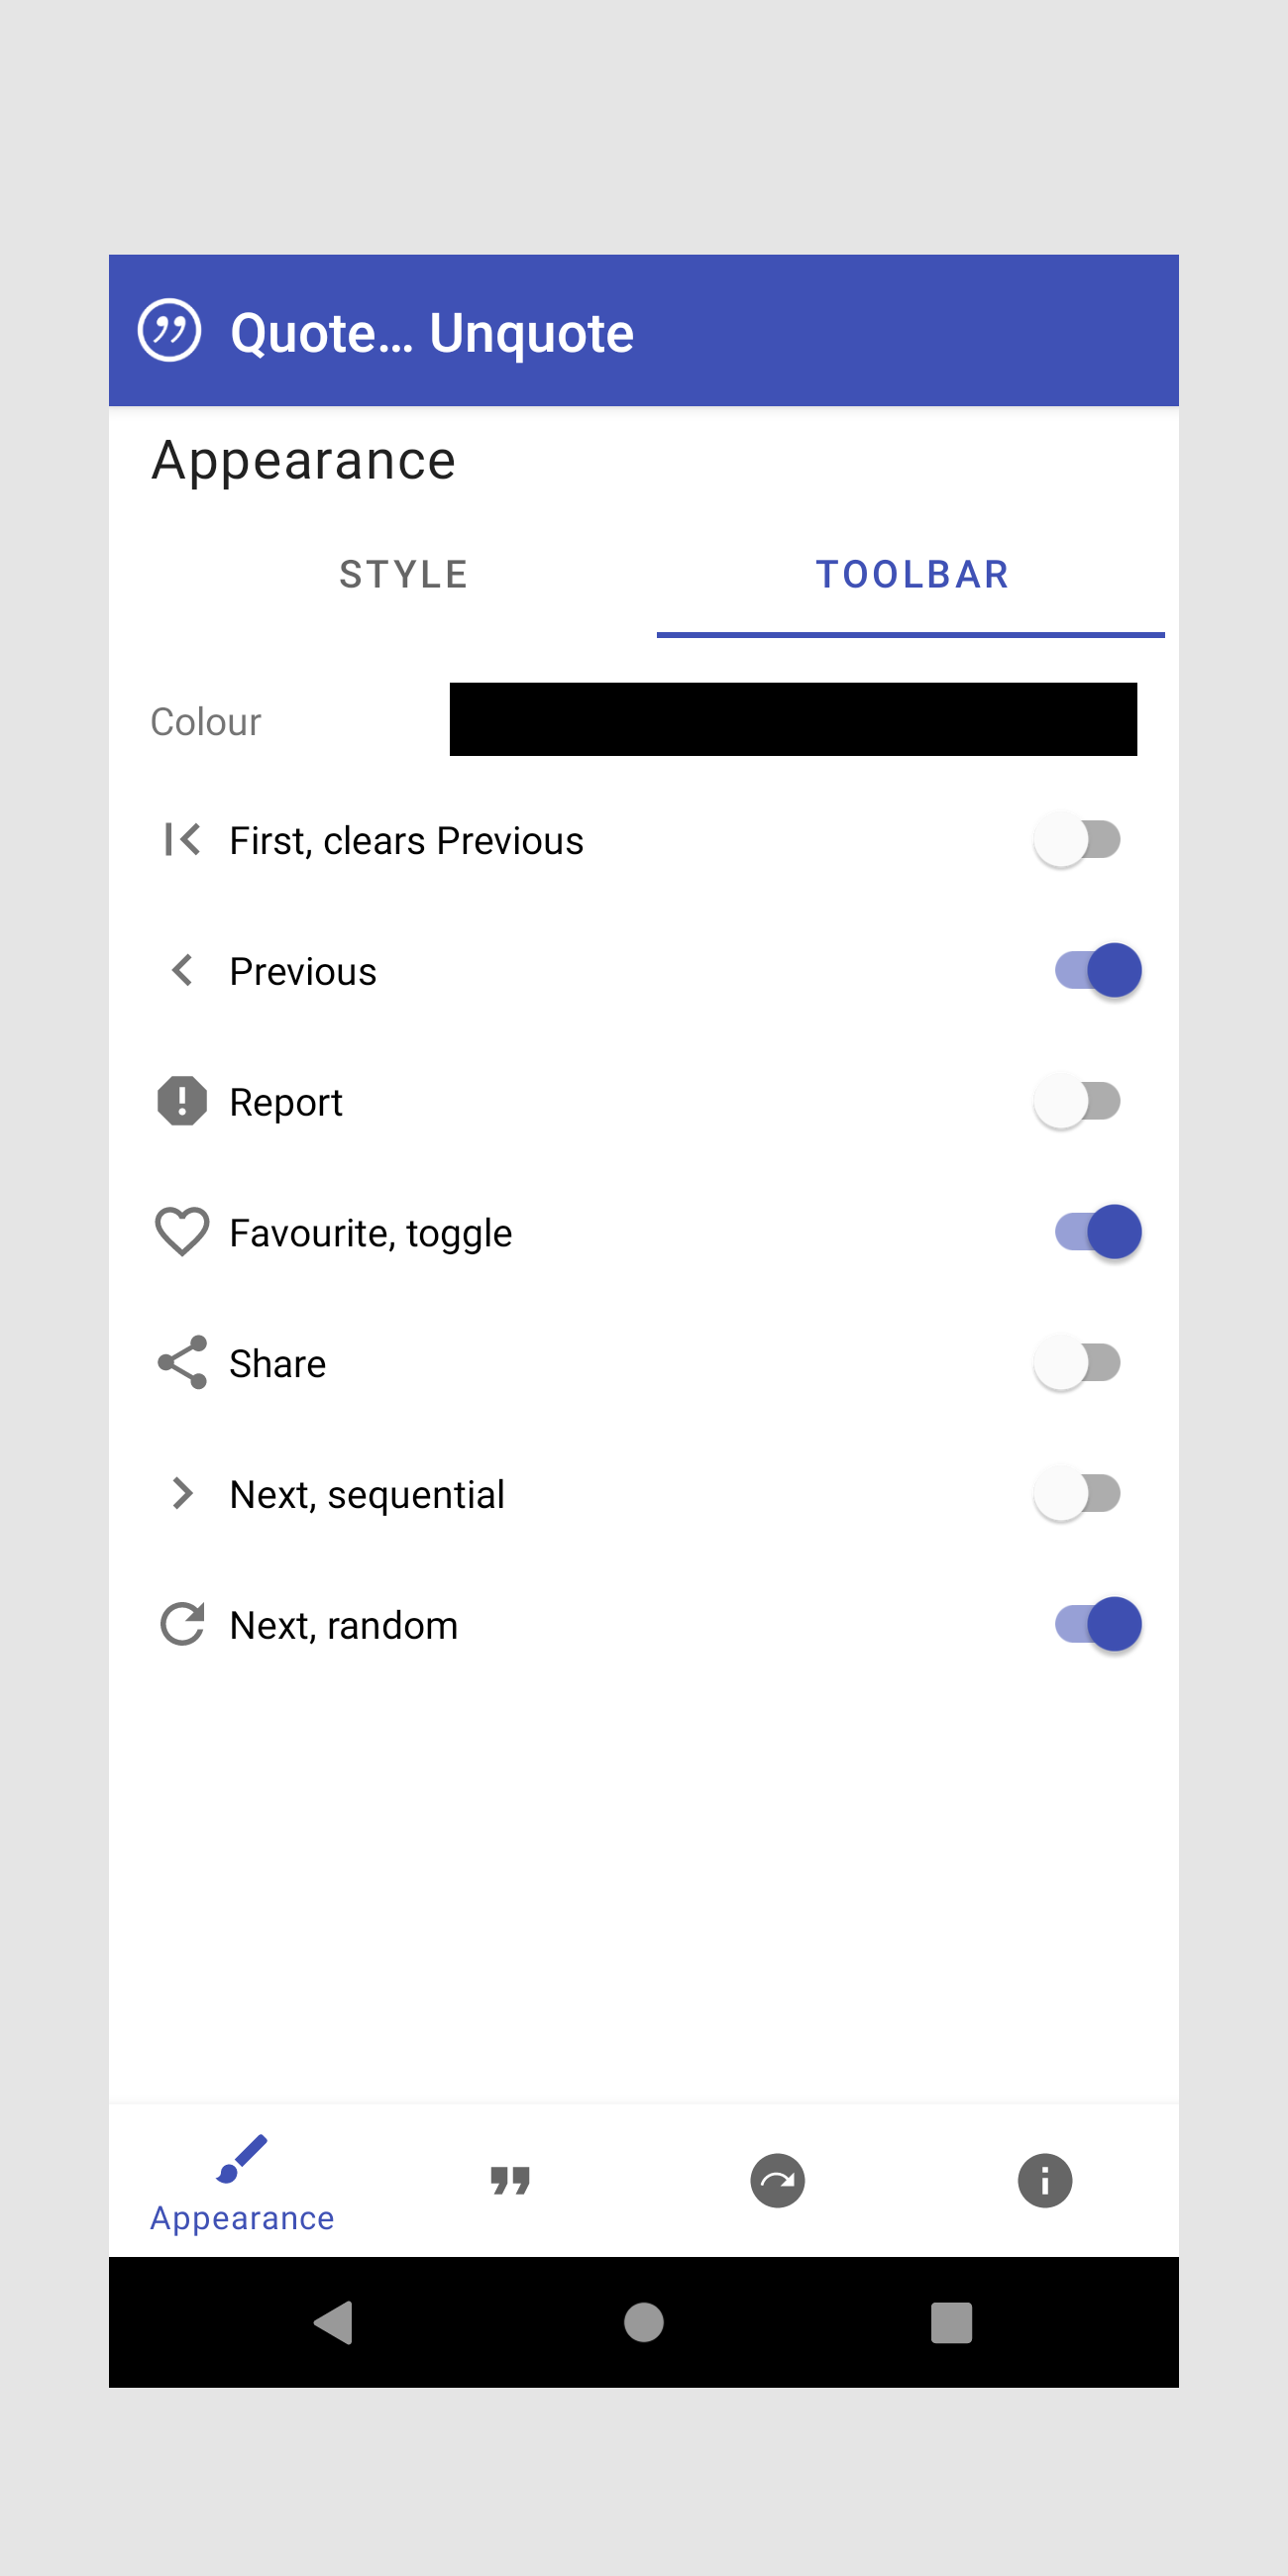 Quote... Unquote
Appearance
STYLE TOOLBAR
Colour
First, clears Previous
Previous
Report
Favourite, toggle
Share
Next, sequential
Next, random
Appearance